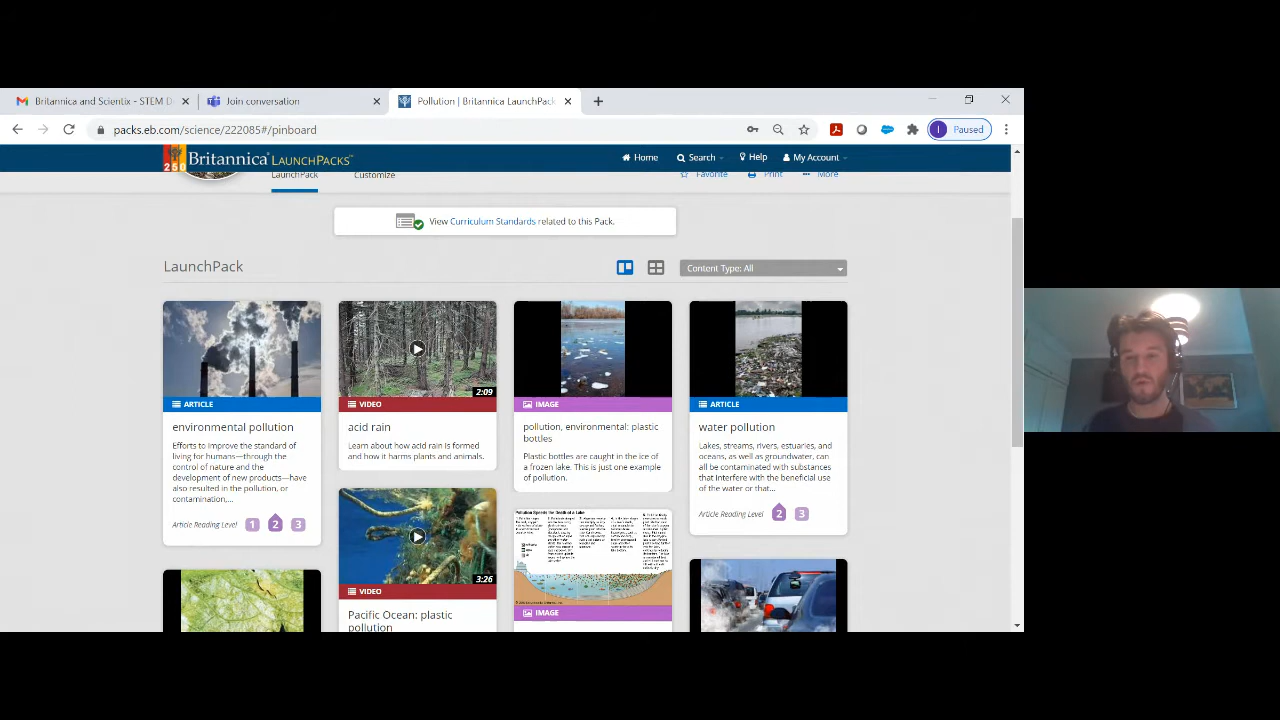 Britannica and Scientix - STEM D
Join conversation
Pollution | Britannica LaunchPack
packs.eb.com/science/222085#/pinboard
Paused
250
Britannica LAUNCHPACKS™
Home
Search
Help
My Account
LaunchPack
Customize
Favorite
Print
More
View Curriculum Standards related to this Pack.
LaunchPack
Content Type: All
ARTICLE
environmental pollution
Efforts to improve the standard of
living for humans—through the
control of nature and the
development of new products—have
also resulted in the pollution, or
contamination,...
Article Reading Level 1 2 3
2:09
VIDEO
acid rain
Learn about how acid rain is formed
and how it harms plants and animals.
IMAGE
pollution, environmental: plastic
bottles
Plastic bottles are caught in the ice of
a frozen lake. This is just one example
of pollution.
ARTICLE
water pollution
Lakes, streams, rivers, estuaries, and
oceans, as well as groundwater, can
all be contaminated with substances
that interfere with the beneficial use
of the water or that...
Article Reading Level 2 3
3:26
VIDEO
Pacific Ocean: plastic
pollution
Pollution Speeds the Death of a Lake
IMAGE